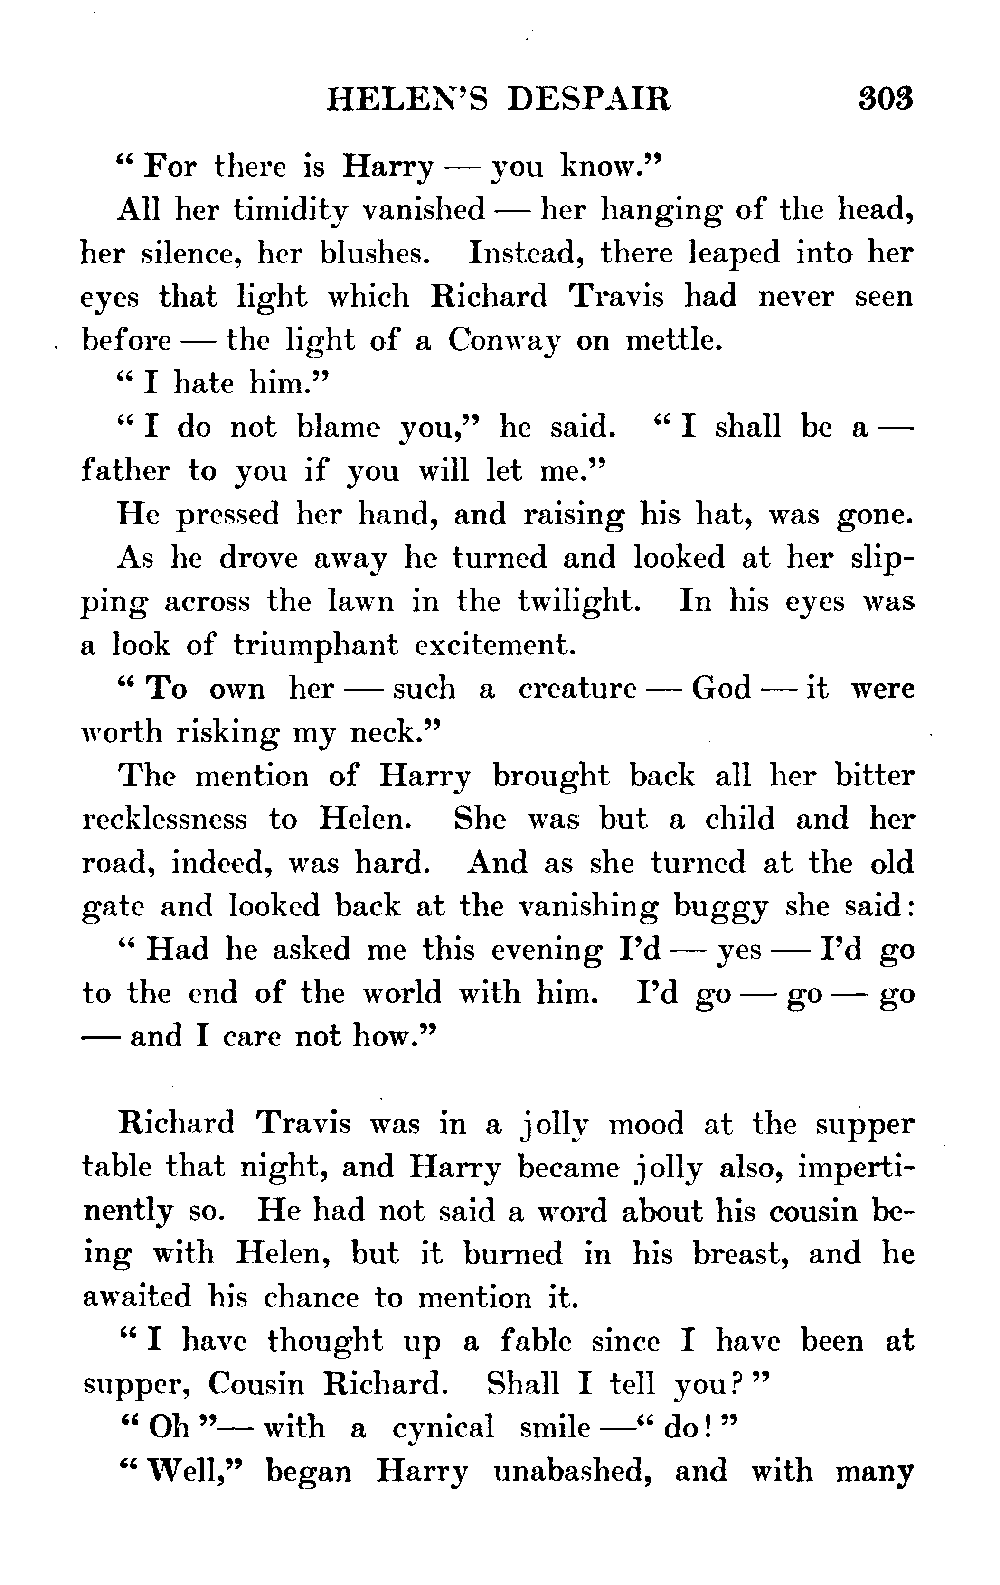 HELEN'S DESPAIR 303
" For there is Harry — you know."
All her timidity vanished — her hanging of the head,
her silence, her blushes. Instead, there leaped into her
eyes that light which Richard Travis had never seen
before — the light of a Conway on mettle.
" I hate him."
" I do not blame you," he said. " I shall be a —
father to you if you will let me."
He pressed her hand, and raising his hat, was gone.
As he drove away he turned and looked at her slip-
ping across the lawn in the twilight. In his eyes was
a look of triumphant excitement.
" To own her — such a creature — God — it were
worth risking my neck."
The mention of Harry brought back all her bitter
recklessness to Helen. She was but a child and her
road, indeed, was hard. And as she turned at the old
gate and looked back at the vanishing buggy she said:
" Had he asked me this evening I'd — yes — I'd go
to the end of the world with him. I'd go — go — go
— and I care not how."
Richard Travis was in a jolly mood at the supper
table that night, and Harry became jolly also, imperti-
nently so. He had not said a word about his cousin be-
ing with Helen, but it burned in his breast, and he
awaited his chance to mention it.
" I have thought up a fable since I have been at
supper, Cousin Richard. Shall I tell you? "
" Oh "— with a cynical smile —" do! "
" Well," began Harry unabashed, and with many